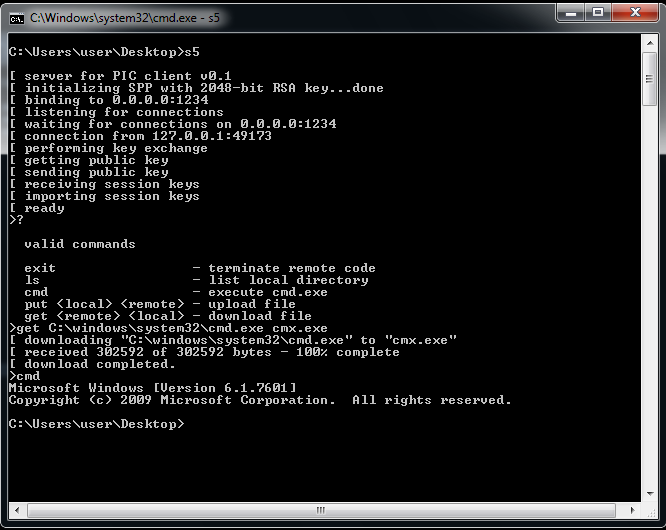 C:\Windows\system32\cmd.exe - s5
C:\Users\user\Desktop>s5
[ server for PIC client v0.1
[ initializing SPP with 2048-bit RSA key...done
[ binding to 0.0.0.0:1234
[ listening for connections
[ waiting for connections on 0.0.0.0:1234
[ connection from 127.0.0.1:49173
[ performing key exchange
[ getting public key
[ sending public key
[ receiving session keys
[ importing session keys
[ ready
>?
valid commands
exit                 - terminate remote code
ls                   - list local directory
cmd                  - execute cmd.exe
put <local> <remote> - upload file
get <remote> <local> - download file
>get C:\windows\system32\cmd.exe cmx.exe
[ downloading "C:\windows\system32\cmd.exe" to "cmx.exe"
[ received 302592 of 302592 bytes - 100% complete
[ download completed.
>cmd
Microsoft Windows [Version 6.1.7601]
Copyright (c) 2009 Microsoft Corporation.  All rights reserved.
C:\Users\user\Desktop>